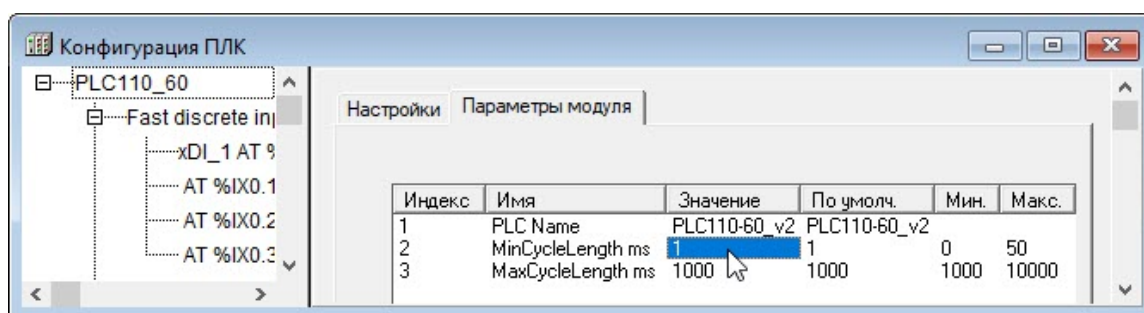 Конфигурация ПЛК
PLC110_60
Fast discrete in
xDI_1 AT %
AT %IX0.1
AT %IX0.2
AT %IX0.3
Настройки Параметры модуля
Индекс Имя Значение По умолч. Мин. Макс.
1 PLC Name PLC110-60_v2 PLC110-60_v2
2 MinCycleLength ms 1 1 0 50
3 MaxCycleLength ms 1000 1000 1000 10000